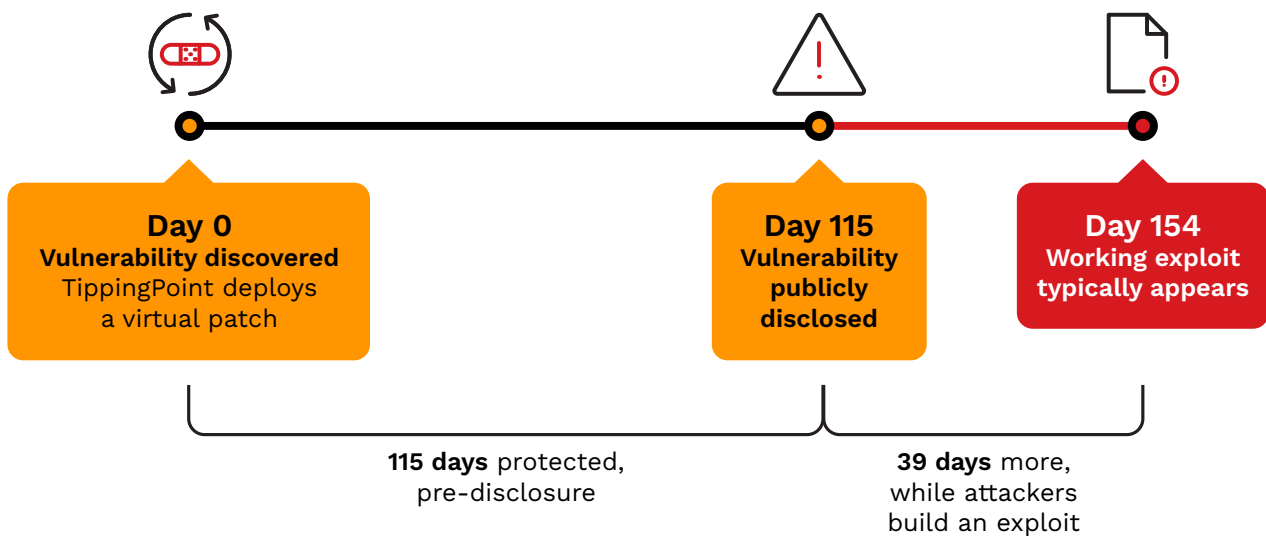 Day 0
Vulnerability discovered
TippingPoint deploys
a virtual patch
Day 115
Vulnerability
publicly
disclosed
Day 154
Working exploit
typically appears
115 days protected,
pre-disclosure
39 days more,
while attackers
build an exploit